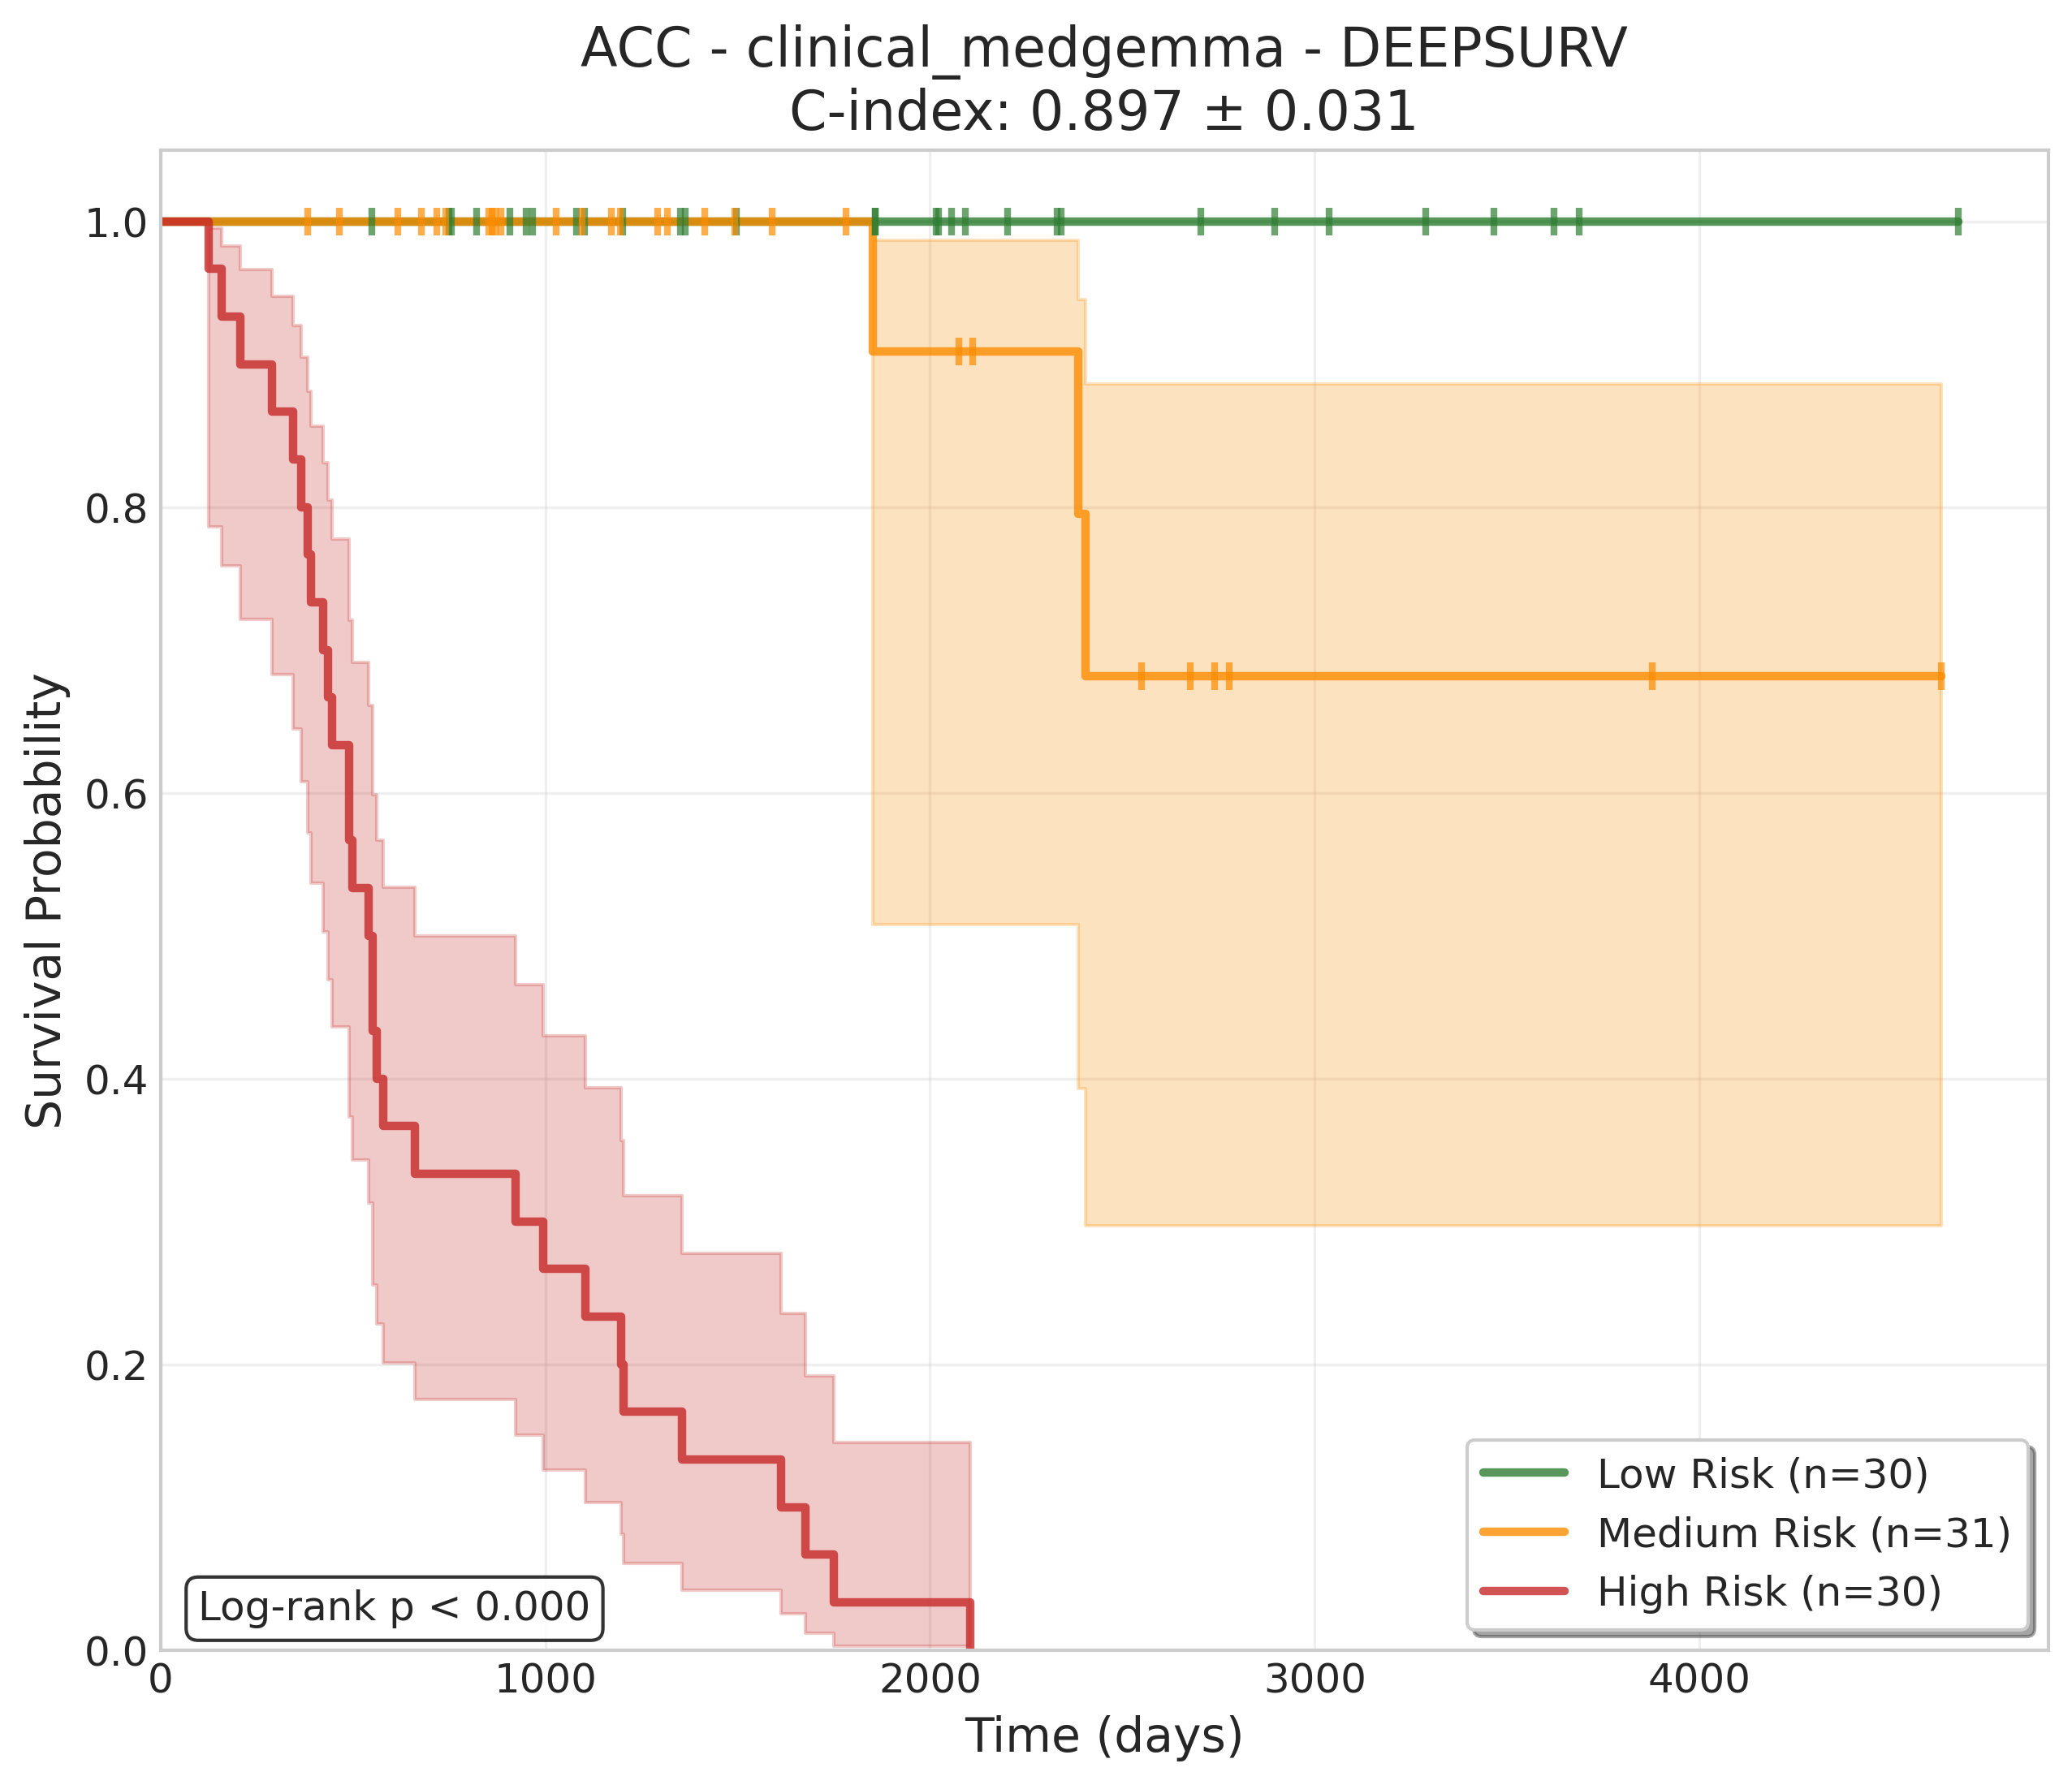 ACC - clinical_medgemma - DEEPSURV
C-index: 0.897 ± 0.031
Survival Probability
1.0
0.8
0.6
0.4
0.2
0.0
Log-rank p < 0.000
Low Risk (n=30)
Medium Risk (n=31)
High Risk (n=30)
0 1000 2000 3000 4000
Time (days)